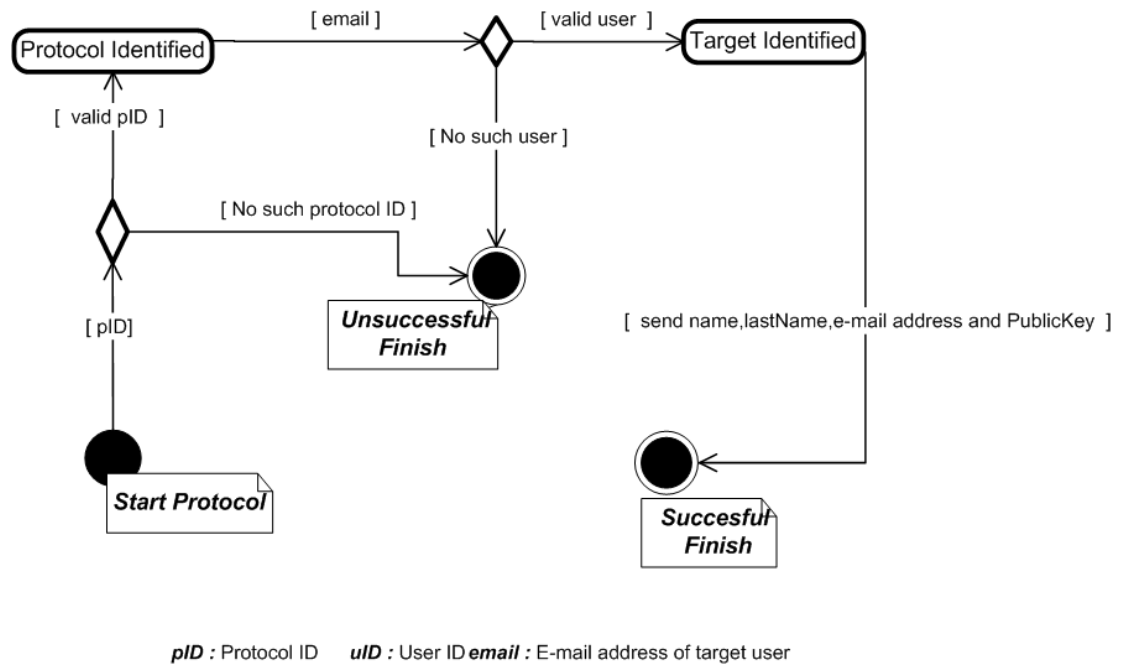 [ email ]
[ valid user ]
Protocol Identified
Target Identified
[ valid pID ]
[ No such user ]
[ No such protocol ID ]
[ pID]
Unsuccessful
Finish
[ send name,lastName,e-mail address and PublicKey ]
Start Protocol
Succesful
Finish
pID : Protocol ID uID : User ID email : E-mail address of target user